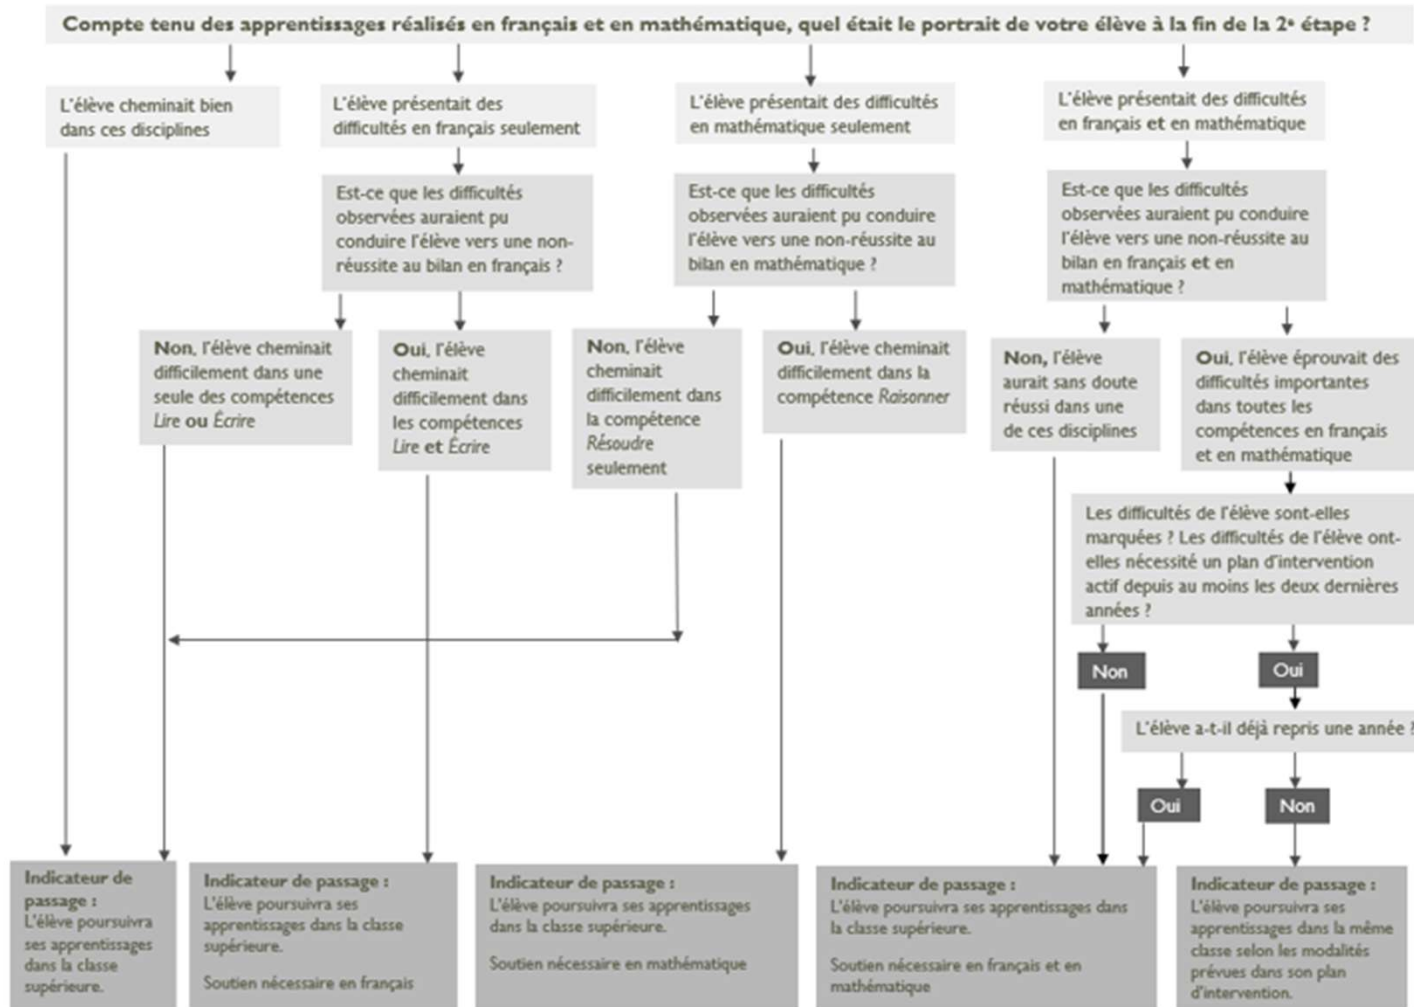 Compte tenu des apprentissages réalisés en français et en mathématique, quel était le portrait de votre élève à la fin de la 2e étape ?
L'élève cheminait bien
dans ces disciplines
L'élève présentait des
difficultés en français seulement
L'élève présentait des difficultés
en mathématique seulement
L'élève présentait des difficultés
en français et en mathématique
Est-ce que les difficultés
observées auraient pu
conduire l'élève vers une non-
réussite au bilan en français ?
Est-ce que les difficultés
observées auraient pu conduire
l'élève vers une non-réussite au
bilan en mathématique ?
Est-ce que les difficultés
observées auraient pu conduire
l'élève vers une non-réussite au
bilan en français et en
mathématique ?
Non, l'élève cheminait
difficilement dans une
seule des compétences
Lire ou Écrire
Oui, l'élève
cheminait
difficilement dans
les compétences
Lire et Écrire
Non, l'élève
cheminait
difficilement dans
la compétence
Résoudre
seulement
Oui, l'élève cheminait
difficilement dans la
compétence Raisonner
Non, l'élève
aurait sans doute
réussi dans une
de ces disciplines
Oui, l'élève éprouvait des
difficultés importantes
dans toutes les
compétences en français
et en mathématique
Les difficultés de l'élève sont-elles
marquées ? Les difficultés de l'élève ont-
elles nécessité un plan d'intervention
actif depuis au moins les deux dernières
années ?
Non
Oui
L'élève a-t-il déjà repris une année ?
Oui
Non
Indicateur de
passage :
L'élève poursuivra
ses apprentissages
dans la classe
supérieure.
Indicateur de passage :
L'élève poursuivra ses
apprentissages dans la classe
supérieure.
Soutien nécessaire en français
Indicateur de passage :
L'élève poursuivra ses apprentissages
dans la classe supérieure.
Soutien nécessaire en mathématique
Indicateur de passage :
L'élève poursuivra ses apprentissages dans
la classe supérieure.
Soutien nécessaire en français et en
mathématique
Indicateur de passage :
L'élève poursuivra ses
apprentissages dans la même
classe selon les modalités
prévues dans son plan
d'intervention.